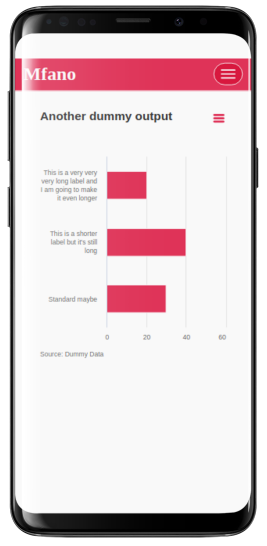 Mfano
Another dummy output
This is a very very
very long label and
I am going to make
it even longer
This is a shorter
label but it's still
long
Standard maybe
0 20 40 60
Source: Dummy Data